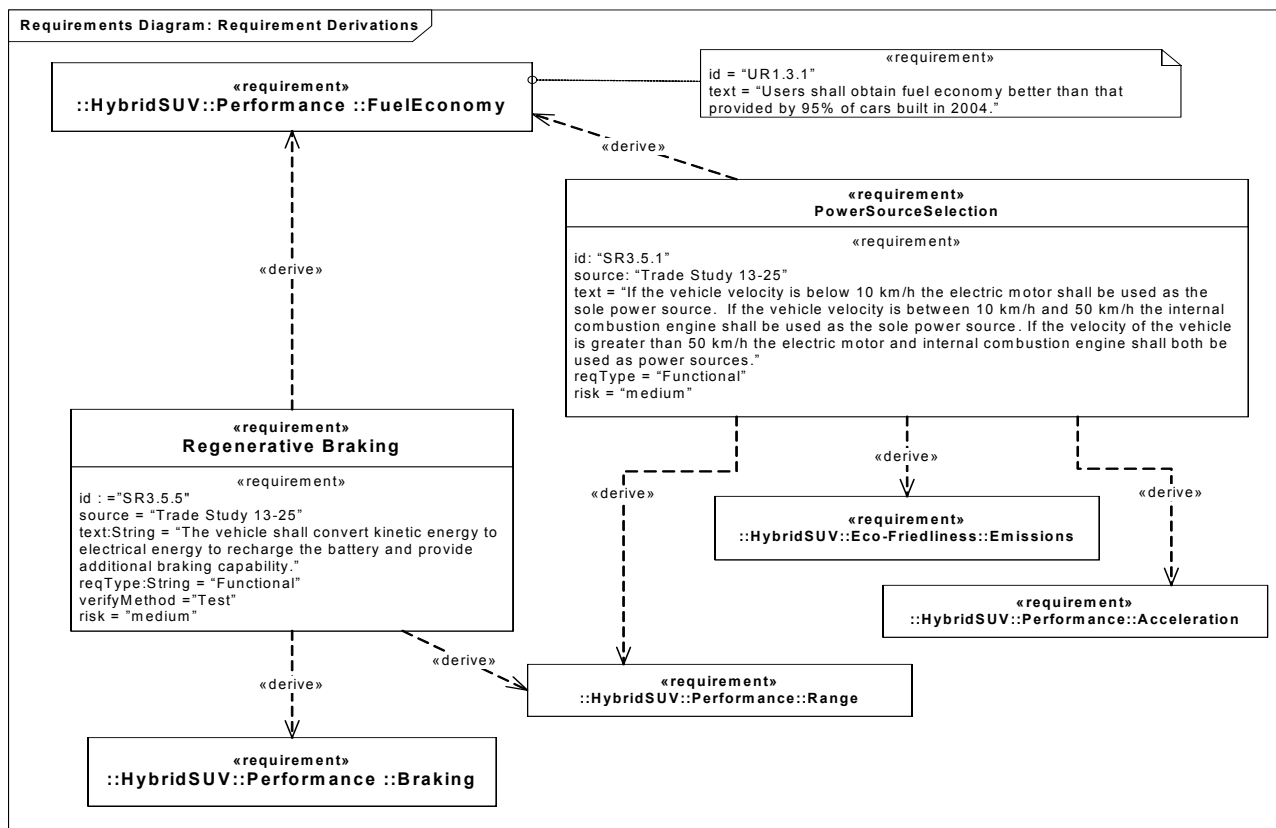 Requirements Diagram: Requirement Derivations
«requirement»
::HybridSUV::Performance ::FuelEconomy
«requirement»
id = “UR1.3.1”
text = “Users shall obtain fuel economy better than that
provided by 95% of cars built in 2004.”
«derive»
«requirement»
PowerSourceSelection
«requirement»
id: “SR3.5.1”
source: “Trade Study 13-25”
text = “If the vehicle velocity is below 10 km/h the electric motor shall be used as the
sole power source.  If the vehicle velocity is between 10 km/h and 50 km/h the internal
combustion engine shall be used as the sole power source. If the velocity of the vehicle
is greater than 50 km/h the electric motor and internal combustion engine shall both be
used as power sources.”
reqType = “Functional”
risk = “medium”
«derive»
«requirement»
Regenerative Braking
«requirement»
id : =”SR3.5.5"
source = “Trade Study 13-25”
text:String = “The vehicle shall convert kinetic energy to
electrical energy to recharge the battery and provide
additional braking capability.”
reqType:String = “Functional”
verifyMethod =”Test”
risk = ”medium”
«derive»
«derive»
«derive»
«requirement»
::HybridSUV::Eco-Friedliness::Emissions
«requirement»
::HybridSUV::Performance::Acceleration
«derive»
«derive»
«requirement»
::HybridSUV::Performance::Range
«requirement»
::HybridSUV::Performance ::Braking